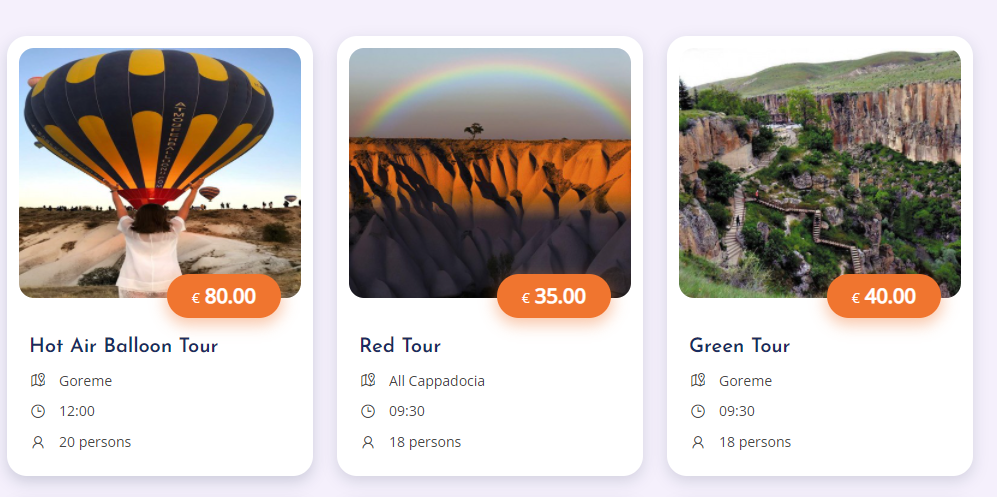 € 80.00
Hot Air Balloon Tour
Goreme
12:00
20 persons
€ 35.00
Red Tour
All Cappadocia
09:30
18 persons
€ 40.00
Green Tour
Goreme
09:30
18 persons